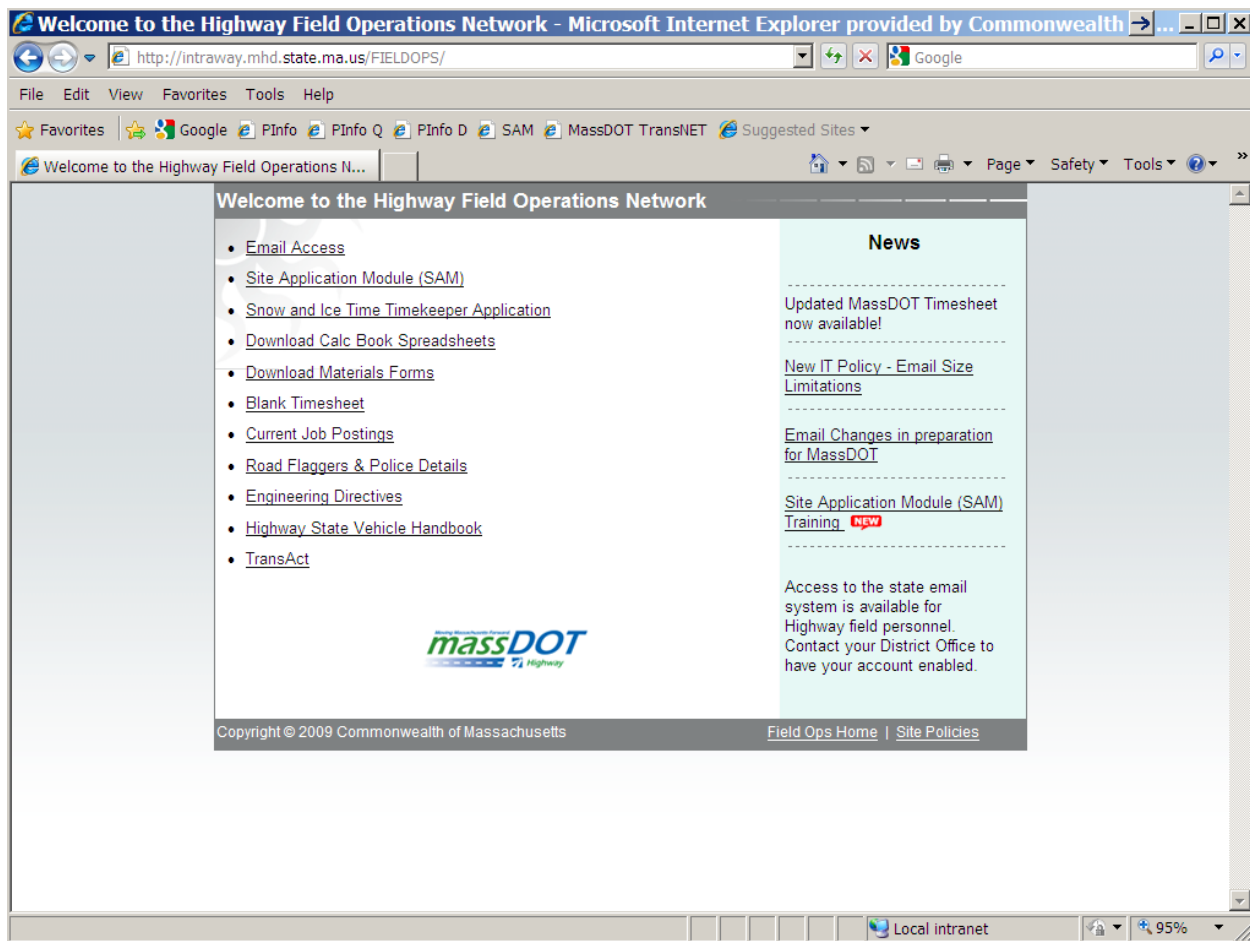 Welcome to the Highway Field Operations Network - Microsoft Internet Explorer provided by Commonwealth ...
http://intraway.mhd.state.ma.us/FIELDOPS/
Google
File Edit View Favorites Tools Help
Favorites Google PInfo PInfo Q PInfo D SAM MassDOT TransNET Suggested Sites
Welcome to the Highway Field Operations N...
Page Safety Tools
Welcome to the Highway Field Operations Network
Email Access
Site Application Module (SAM)
Snow and Ice Time Timekeeper Application
Download Calc Book Spreadsheets
Download Materials Forms
Blank Timesheet
Current Job Postings
Road Flaggers & Police Details
Engineering Directives
Highway State Vehicle Handbook
TransAct
Moving Massachusetts Forward
massDOT
Highway
News
Updated MassDOT Timesheet
now available!
New IT Policy - Email Size
Limitations
Email Changes in preparation
for MassDOT
Site Application Module (SAM)
Training NEW
Access to the state email
system is available for
Highway field personnel.
Contact your District Office to
have your account enabled.
Copyright © 2009 Commonwealth of Massachusetts
Field Ops Home | Site Policies
Local intranet
95%